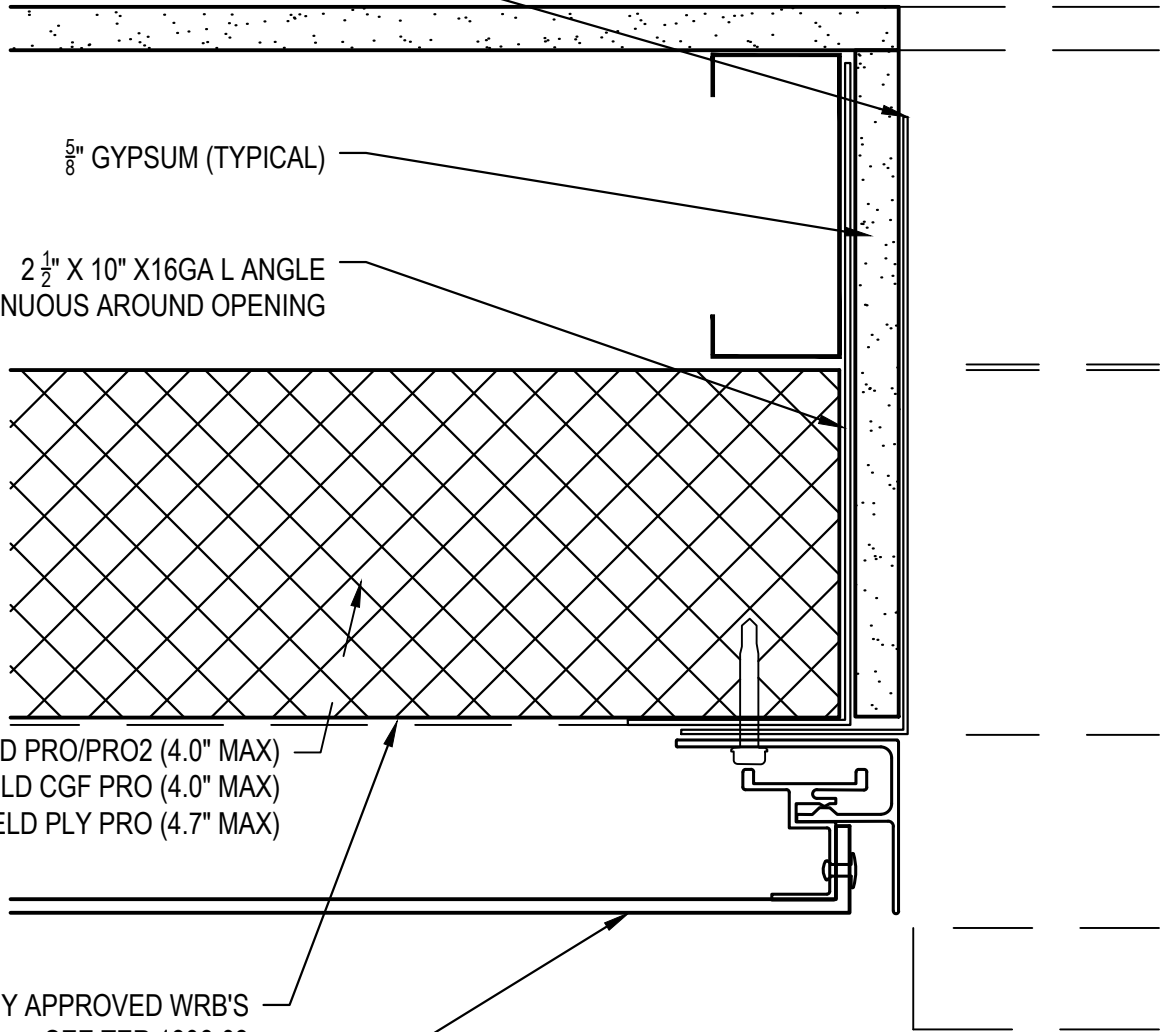 ⅝" GYPSUM (TYPICAL)
2 ½" X 10" X16GA L ANGLE
NUOUS AROUND OPENING
D PRO/PRO2 (4.0" MAX)
LD CGF PRO (4.0" MAX)
ELD PLY PRO (4.7" MAX)
Y APPROVED WRB'S